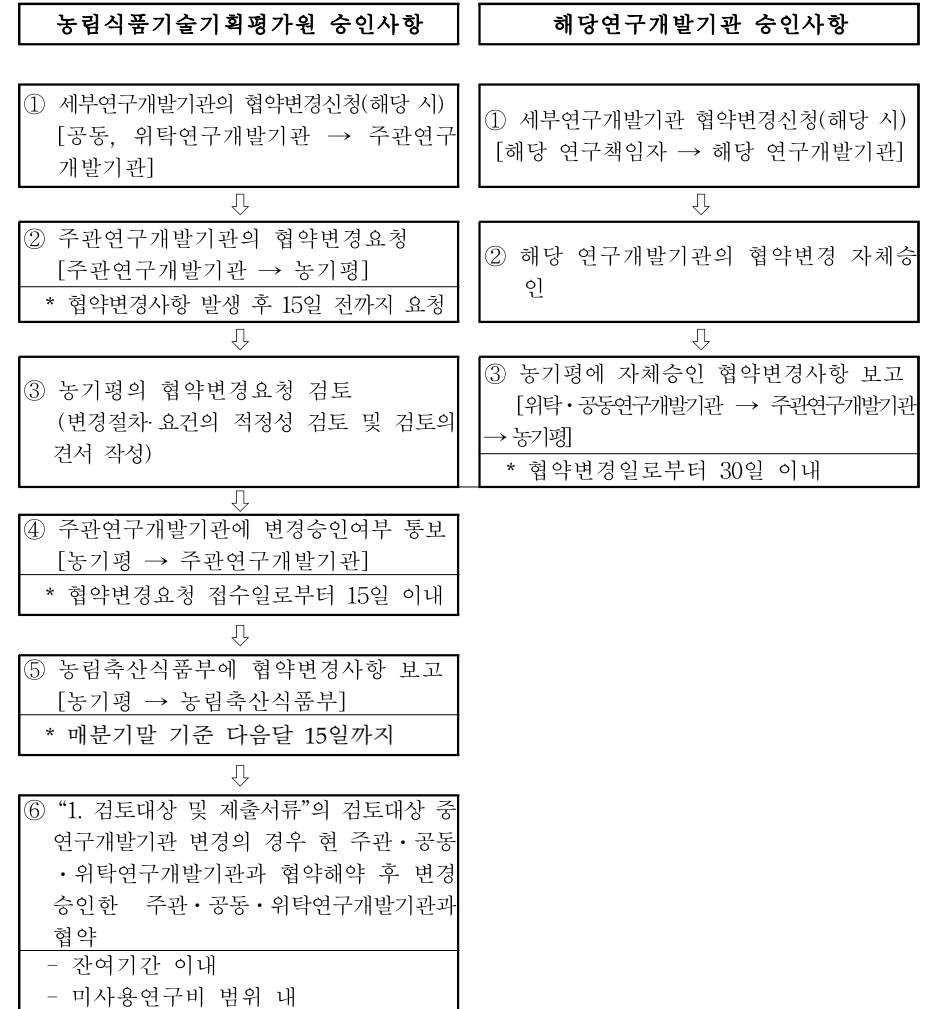 농림식품기술기획평가원 승인사항
① 세부연구개발기관의 협약변경신청(해당 시)
[공동, 위탁연구개발기관 → 주관연구
개발기관]
② 주관연구개발기관의 협약변경요청
[주관연구개발기관 → 농기평]
* 협약변경사항 발생 후 15일 전까지 요청
③ 농기평의 협약변경요청 검토
(변경절차·요건의 적정성 검토 및 검토의
견서 작성)
④ 주관연구개발기관에 변경승인여부 통보
[농기평 → 주관연구개발기관]
* 협약변경요청 접수일로부터 15일 이내
⑤ 농림축산식품부에 협약변경사항 보고
[농기평 → 농림축산식품부]
* 매분기말 기준 다음달 15일까지
⑥ “1. 검토대상 및 제출서류”의 검토대상 중
연구개발기관 변경의 경우 현 주관・공동
・위탁연구개발기관과 협약해약 후 변경
승인한 주관・공동・위탁연구개발기관과
협약
- 잔여기간 이내
- 미사용연구비 범위 내
해당연구개발기관 승인사항
① 세부연구개발기관 협약변경신청(해당 시)
[해당 연구책임자 → 해당 연구개발기관]
② 해당 연구개발기관의 협약변경 자체승
인
③ 농기평에 자체승인 협약변경사항 보고
[위탁・공동연구개발기관 → 주관연구개발기관
→ 농기평]
* 협약변경일로부터 30일 이내